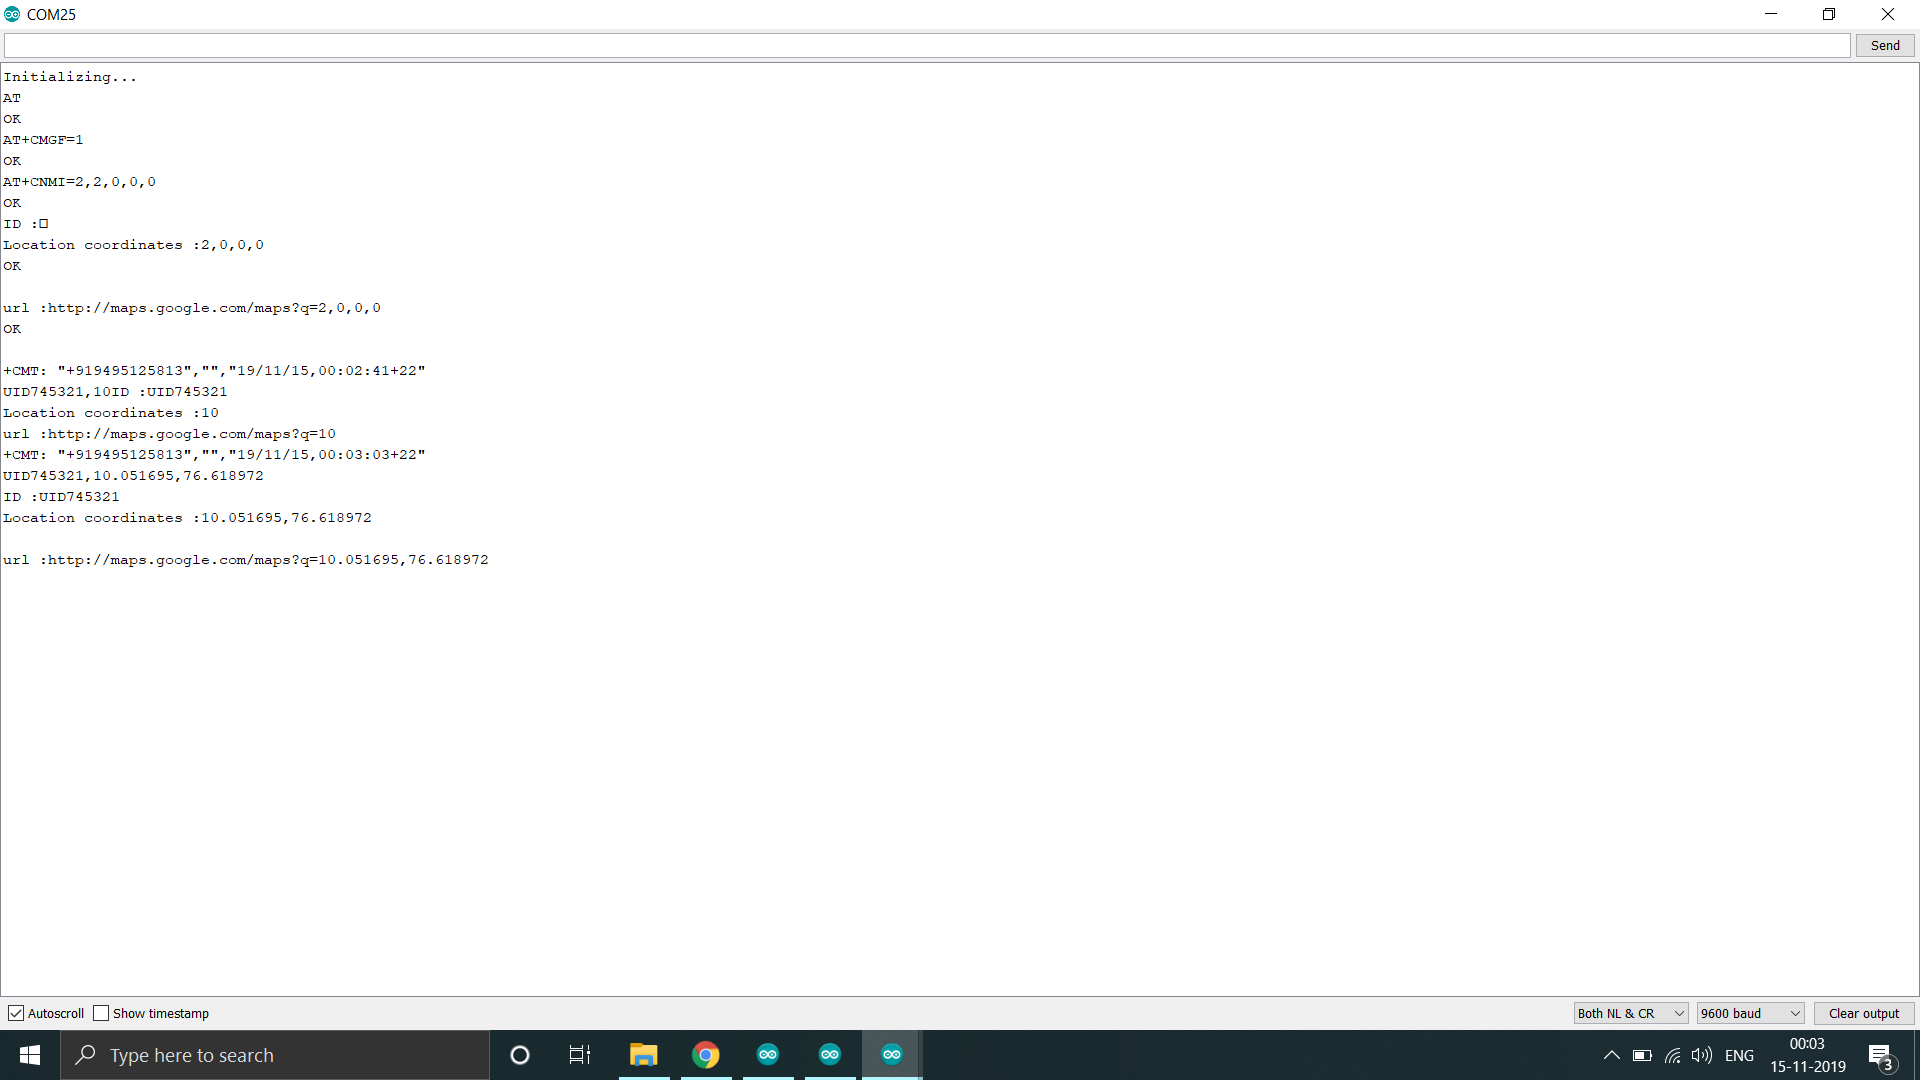 COM25
Send
Initializing...
AT
OK
AT+CMGF=1
OK
AT+CNMI=2,2,0,0,0
OK
ID :□
Location coordinates :2,0,0,0
OK
url :http://maps.google.com/maps?q=2,0,0,0
OK
+CMT: "+919495125813","","19/11/15,00:02:41+22"
UID745321,10ID :UID745321
Location coordinates :10
url :http://maps.google.com/maps?q=10
+CMT: "+919495125813","","19/11/15,00:03:03+22"
UID745321,10.051695,76.618972
ID :UID745321
Location coordinates :10.051695,76.618972
url :http://maps.google.com/maps?q=10.051695,76.618972
Autoscroll Show timestamp Both NL & CR 9600 baud Clear output
Type here to search ENG 00:03
15-11-2019 3